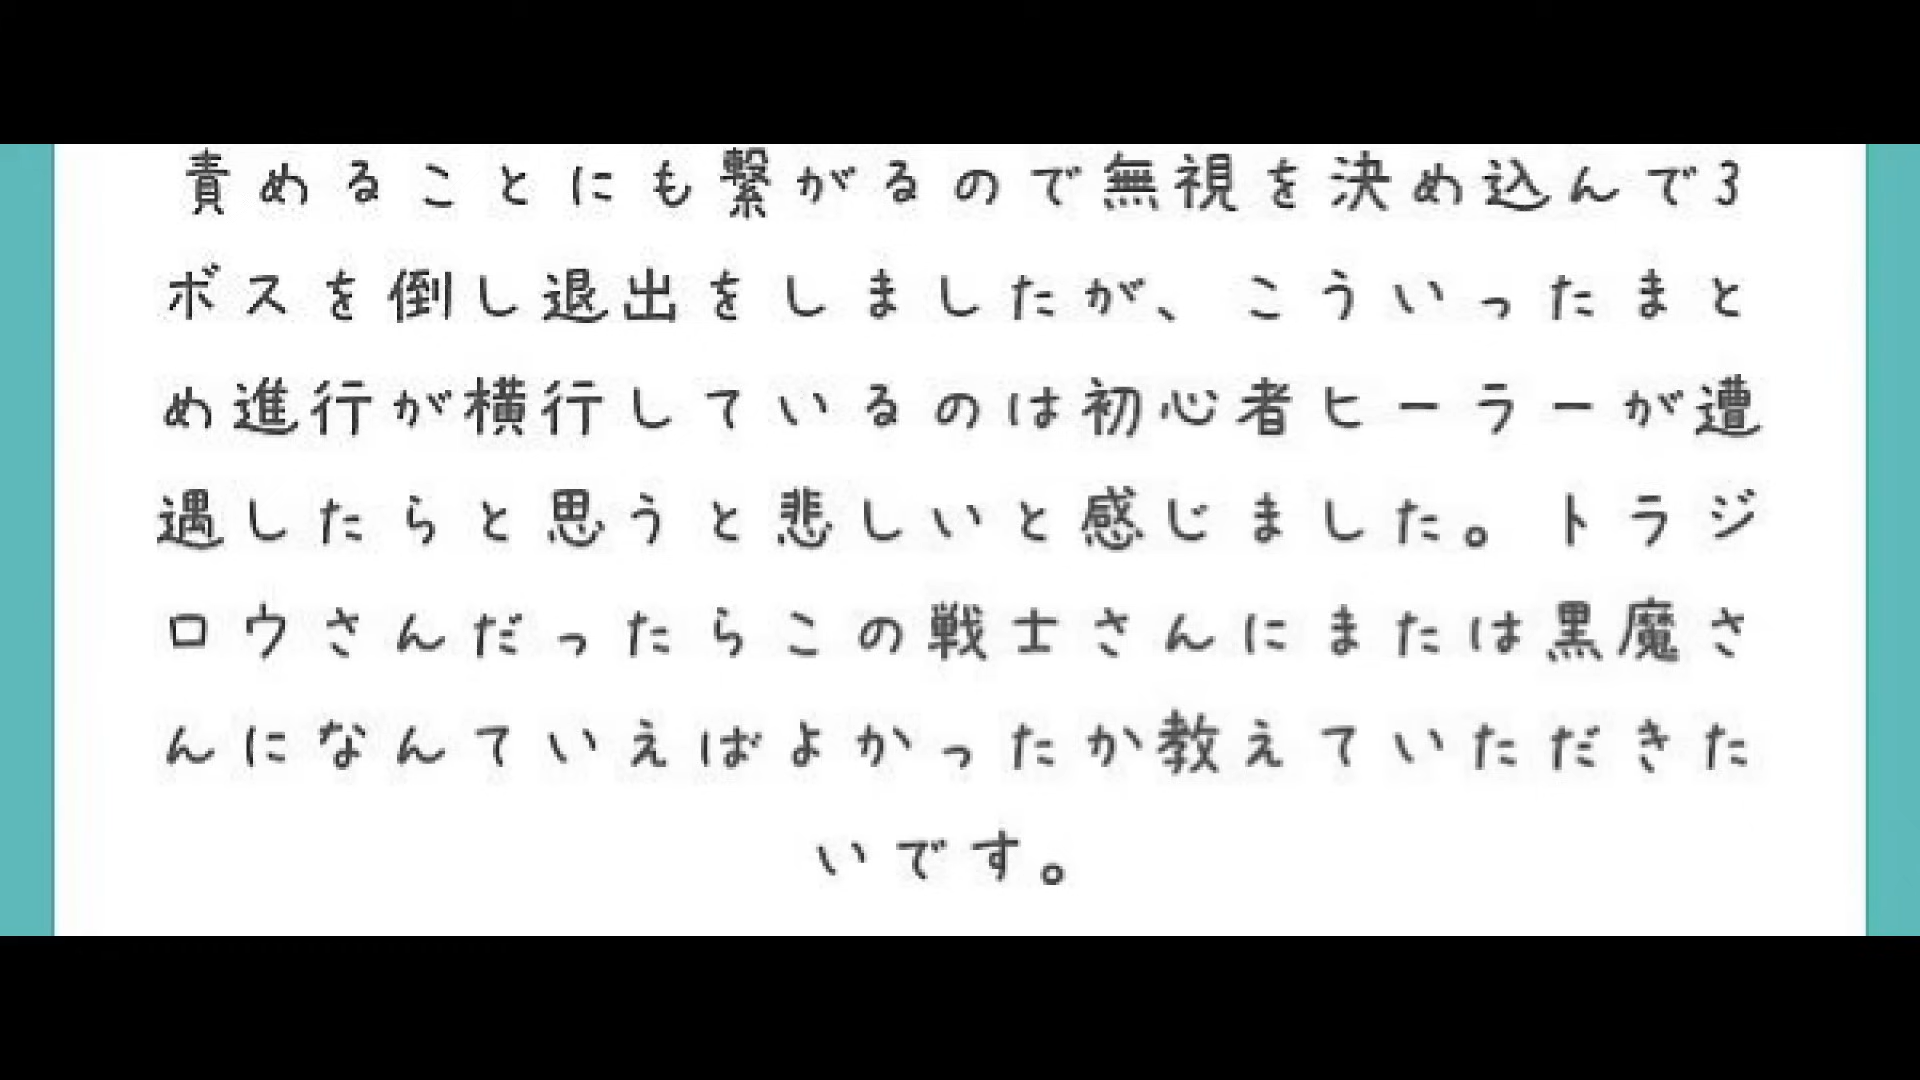 責めることにも繋がるので無視を決め込んで3
ボスを倒し退出をしましたが、こういったまと
め進行が横行しているのは初心者ヒーラーが遭
遇したらと思うと悲しいと感じました。トラジ
ロウさんだったらこの戦士さんにまたは黒魔さ
んになんていえばよかったか教えていただきた
いです。